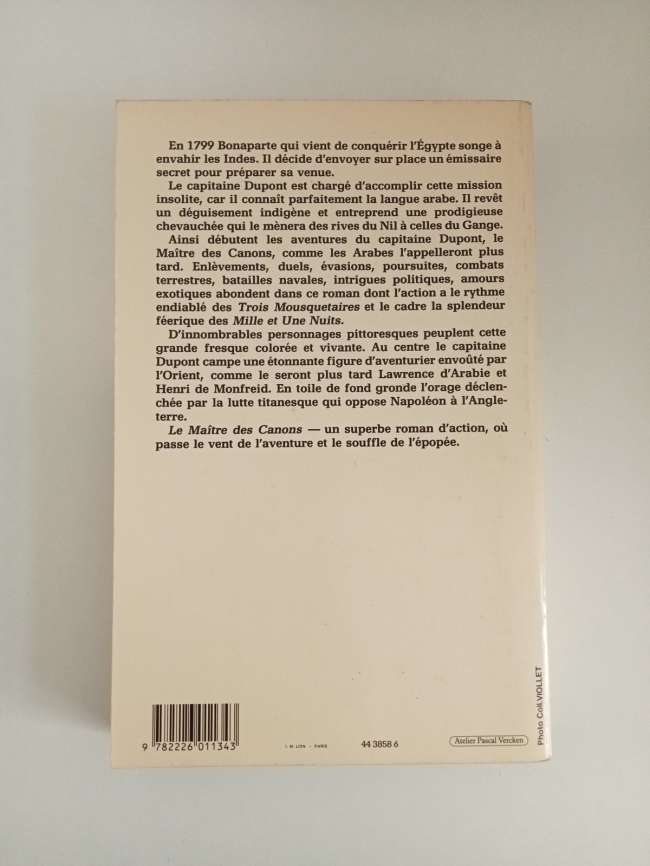 En 1799 Bonaparte qui vient de conquérir l'Égypte songe à
envahir les Indes. Il décide d'envoyer sur place un émissaire
secret pour préparer sa venue.
Le capitaine Dupont est chargé d'accomplir cette mission
insolite, car il connaît parfaitement la langue arabe. Il revêt
un déguisement indigène et entreprend une prodigieuse
chevauchée qui le mènera des rives du Nil à celles du Gange.
Ainsi débutent les aventures du capitaine Dupont, le
Maître des Canons, comme les Arabes l'appelleront plus
tard. Enlèvements, duels, évasions, poursuites, combats
terrestres, batailles navales, intrigues politiques, amours
exotiques abondent dans ce roman dont l'action a le rythme
endiablé des Trois Mousquetaires et le cadre la splendeur
féerique des Mille et Une Nuits.
D'innombrables personnages pittoresques peuplent cette
grande fresque colorée et vivante. Au centre le capitaine
Dupont campe une étonnante figure d'aventurier envoûté par
l'Orient, comme le seront plus tard Lawrence d'Arabie et
Henri de Monfreid. En toile de fond gronde l'orage déclen-
chée par la lutte titanesque qui oppose Napoléon à l'Angle-
terre.
Le Maître des Canons — un superbe roman d'action, où
passe le vent de l'aventure et le souffle de l'épopée.
9 782226 011343
I. M. LION - PARIS
44 3858 6
Atelier Pascal Vercken
Photo Coll.VIOLLET